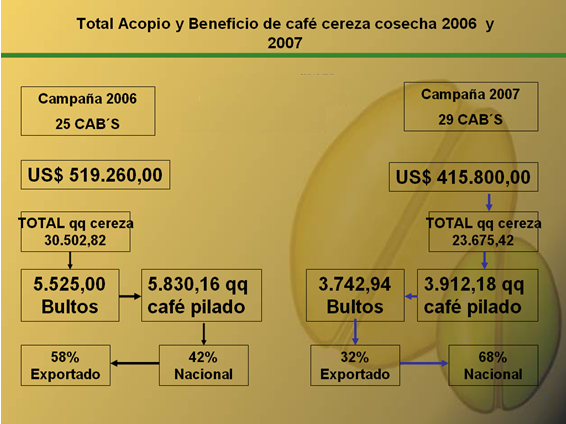 Total Acopio y Beneficio de café cereza cosecha 2006 y
2007
Campaña 2006
25 CAB´S
US$ 519.260,00
TOTAL qq cereza
30.502,82
5.525,00
Bultos
5.830,16 qq
café pilado
58%
Exportado
42%
Nacional
Campaña 2007
29 CAB´S
US$ 415.800,00
TOTAL qq cereza
23.675,42
3.742,94
Bultos
3.912,18 qq
café pilado
32%
Exportado
68%
Nacional